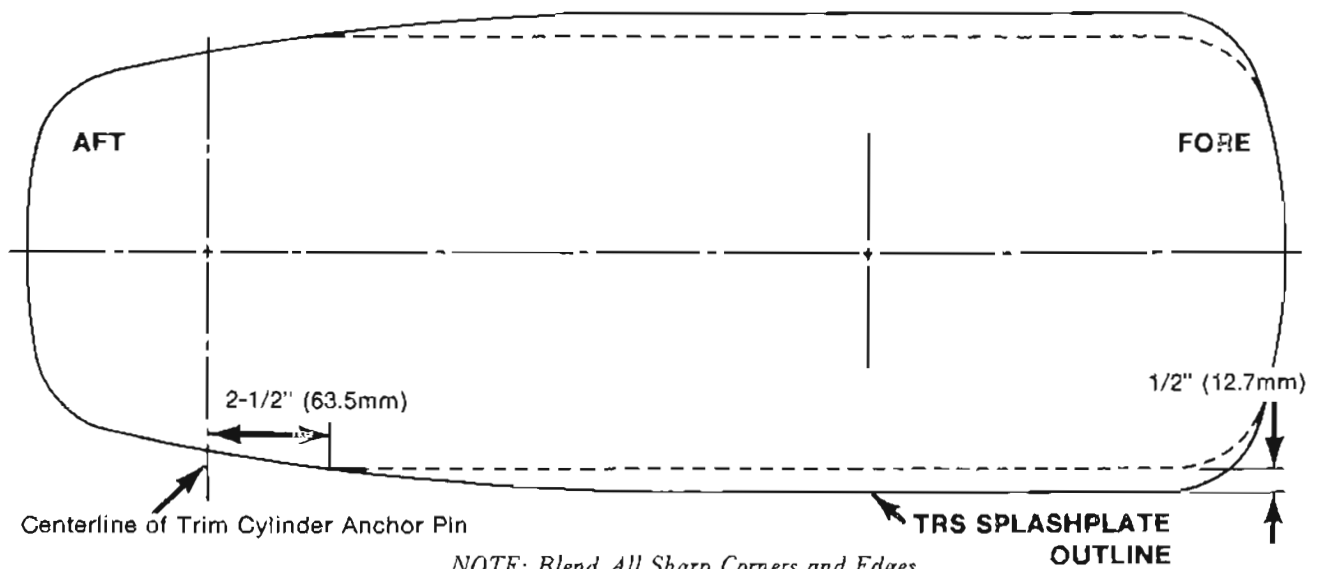 AFT
FORE
2-1/2" (63.5mm)
1/2" (12.7mm)
Centerline of Trim Cylinder Anchor Pin
TRS SPLASHPLATE
OUTLINE
NOTE: Blend All Sharp Corners and Edges